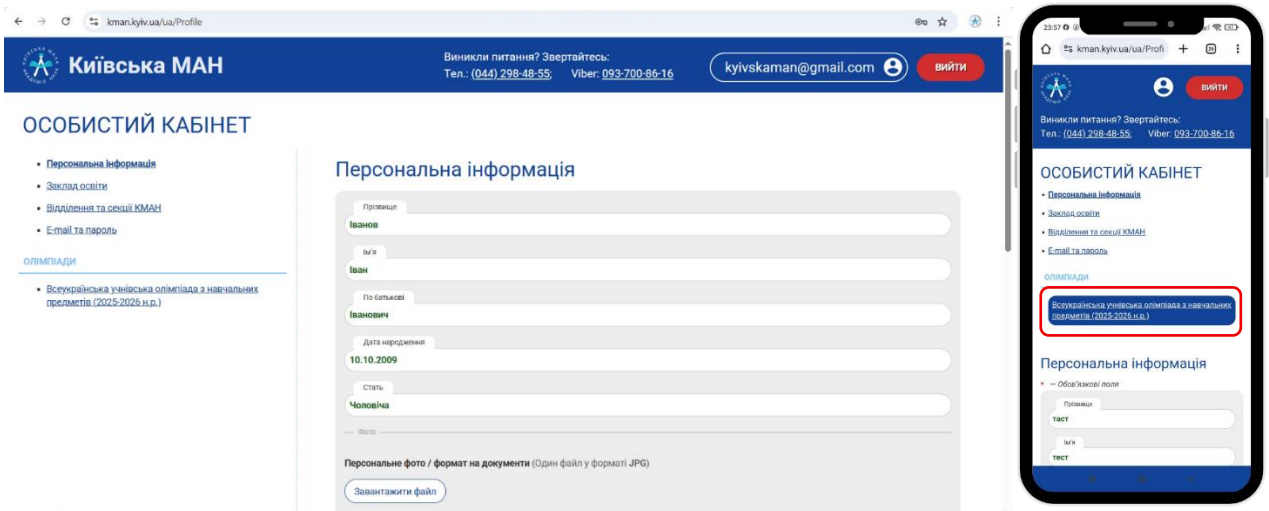 kman.kyiv.ua/ua/Profile
Київська МАН
Виникли питання? Звертайтесь:
Тел.: (044) 298-48-55; Viber: 093-700-86-16
kyivskaman@gmail.com
ВИЙТИ
ОСОБИСТИЙ КАБІНЕТ
Персональна інформація
Заклад освіти
Відділення та секції КМАН
E-mail та пароль
ОЛІМПІАДИ
Всеукраїнська учнівська олімпіада з навчальних
предметів (2025-2026 н.р.)
Персональна інформація
Прізвище
Іванов
Ім'я
Іван
По батькові
Іванович
Дата народження
10.10.2009
Стать
Чоловіча
Фото
Персональне фото / формат на документи (Один файл у форматі JPG)
Завантажити файл
23:57
kman.kyiv.ua/ua/Profi
ВИЙТИ
Виникли питання? Звертайтесь:
Тел.: (044) 298-48-55; Viber: 093-700-86-16
ОСОБИСТИЙ КАБІНЕТ
Персональна інформація
Заклад освіти
Відділення та секції КМАН
E-mail та пароль
ОЛІМПІАДИ
Всеукраїнська учнівська олімпіада з навчальних
предметів (2025-2026 н.р.)
Персональна інформація
* — Обов'язкові поля
Прізвище
таст
Ім'я
тест